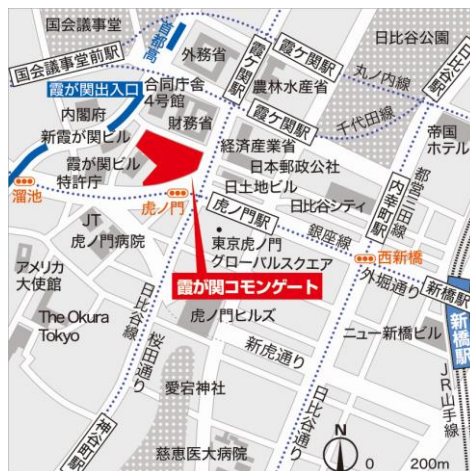 国会議事堂
首都高
外務省
霞ケ関駅
霞ケ関駅
日比谷公園
国会議事堂前駅
丸ノ内線
日比谷駅
霞が関出入口
合同庁舎
4号館
農林水産省
内閣府
財務省
霞ケ関駅
千代田線
帝国
ホテル
新霞が関ビル
経済産業省
霞が関ビル
日本郵政公社
特許庁
日土地ビル
日比谷シティ
都営三田線
内幸町駅
溜池
虎ノ門
虎ノ門駅
JT
虎ノ門病院
東京虎ノ門
グローバルスクエア
銀座線
西新橋
外堀通り
新橋駅
新橋駅
アメリカ
大使館
霞が関コモンゲート
日比谷線
The Okura
Tokyo
桜田通り
虎ノ門ヒルズ
ニュー新橋ビル
新虎通り
愛宕神社
日比谷通り
JR山手線
神谷町駅
慈恵医大病院
N
0
200m